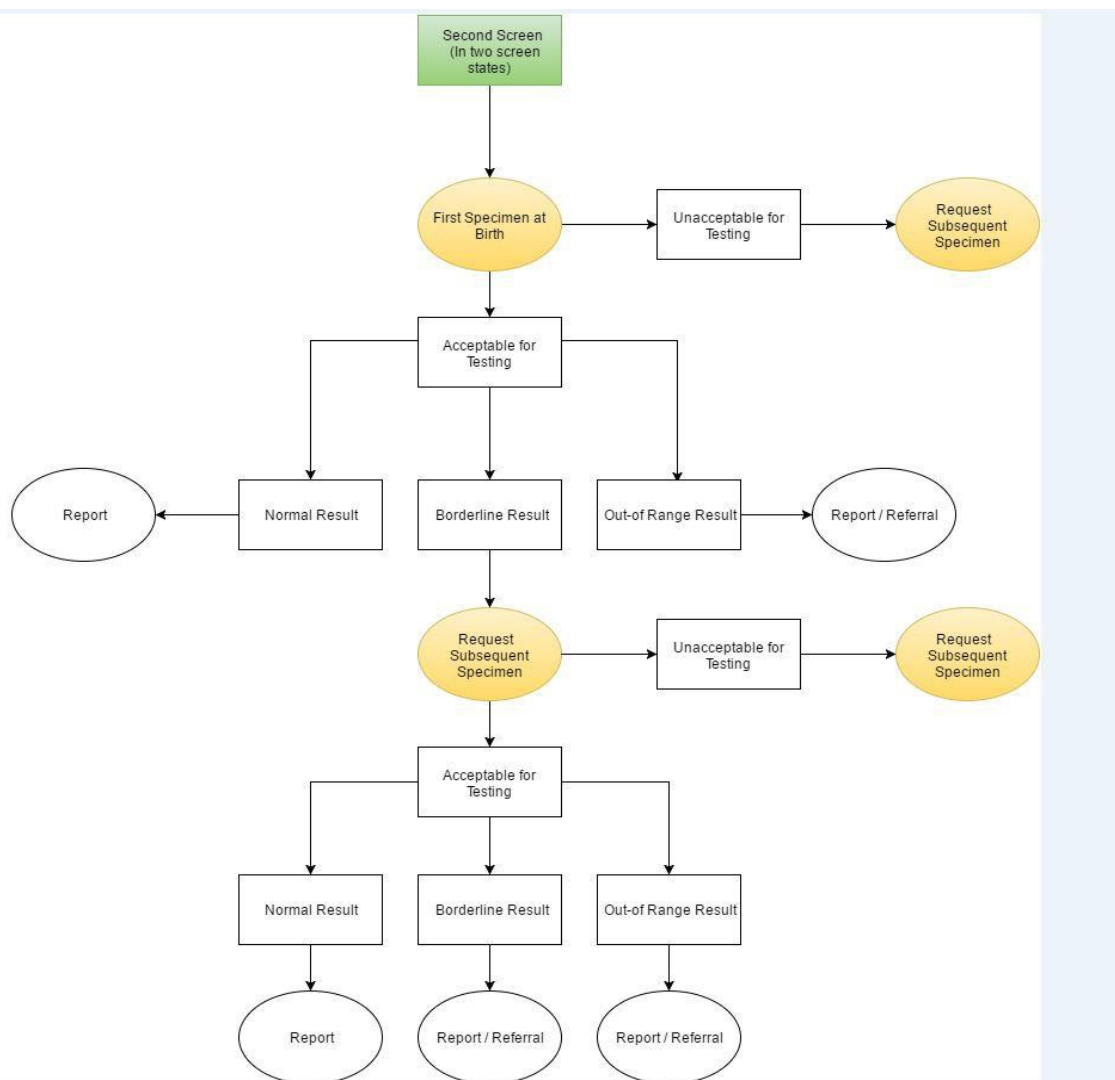 Second Screen
(In two screen
states)
First Specimen at
Birth
Unacceptable for
Testing
Request
Subsequent
Specimen
Acceptable for
Testing
Report
Normal Result
Borderline Result
Out-of Range Result
Report / Referral
Request
Subsequent
Specimen
Unacceptable for
Testing
Request
Subsequent
Specimen
Acceptable for
Testing
Normal Result
Borderline Result
Out-of Range Result
Report
Report / Referral
Report / Referral